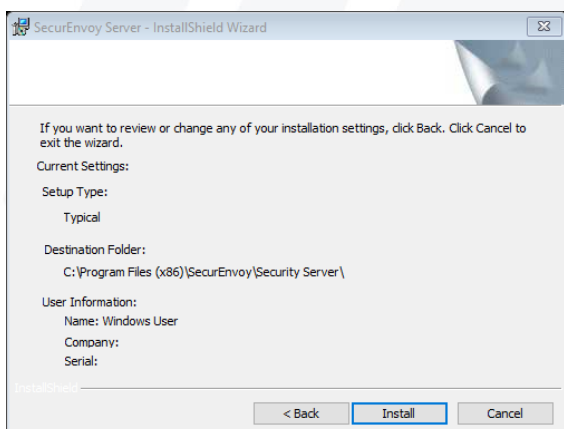 SecurEnvoy Server - InstallShield Wizard
If you want to review or change any of your installation settings, click Back. Click Cancel to
exit the wizard.
Current Settings:
Setup Type:
Typical
Destination Folder:
C:\Program Files (x86)\SecurEnvoy\Security Server\
User Information:
Name: Windows User
Company:
Serial:
InstallShield
< Back Install Cancel